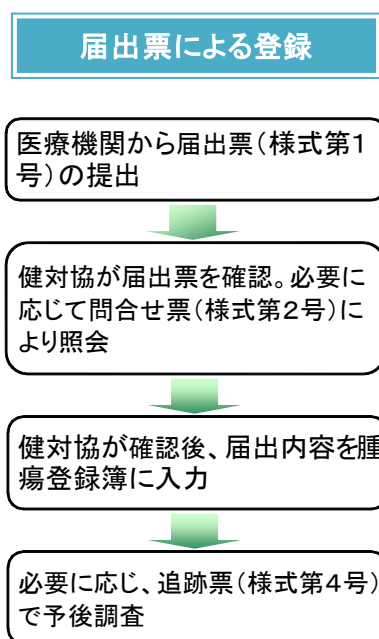 届出票による登録
医療機関から届出票（様式第1
号）の提出
健対協が届出票を確認。必要に
応じて問合せ票（様式第２号）に
より照会
健対協が確認後、届出内容を腫
瘍登録簿に入力
必要に応じ、追跡票（様式第４号）
で予後調査